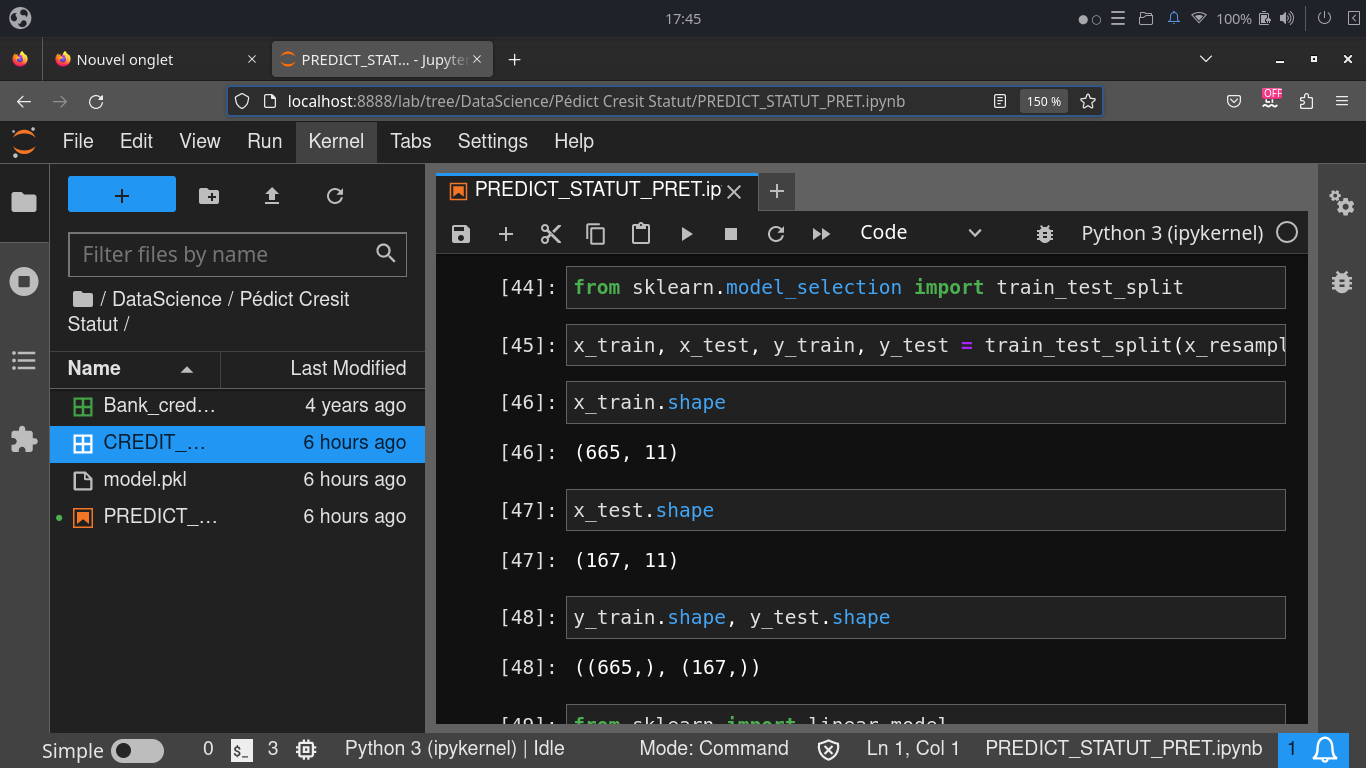 17:45
100%
Nouvel onglet
PREDICT_STAT… - Jupyte
localhost:8888/lab/tree/DataScience/Pédict Cresit Statut/PREDICT_STATUT_PRET.ipynb
150 %
OFF
File Edit View Run Kernel Tabs Settings Help
Filter files by name
/ DataScience / Pédict Cresit
Statut /
Name Last Modified
Bank_cred… 4 years ago
CREDIT_… 6 hours ago
model.pkl 6 hours ago
PREDICT_… 6 hours ago
PREDICT_STATUT_PRET.ip
Code
Python 3 (ipykernel)
[44]: from sklearn.model_selection import train_test_split
[45]: x_train, x_test, y_train, y_test = train_test_split(x_resampl
[46]: x_train.shape
[46]: (665, 11)
[47]: x_test.shape
[47]: (167, 11)
[48]: y_train.shape, y_test.shape
[48]: ((665,), (167,))
[49]: from sklearn import linear_model
Simple 0 $_ 3 Python 3 (ipykernel) | Idle Mode: Command Ln 1, Col 1 PREDICT_STATUT_PRET.ipynb 1